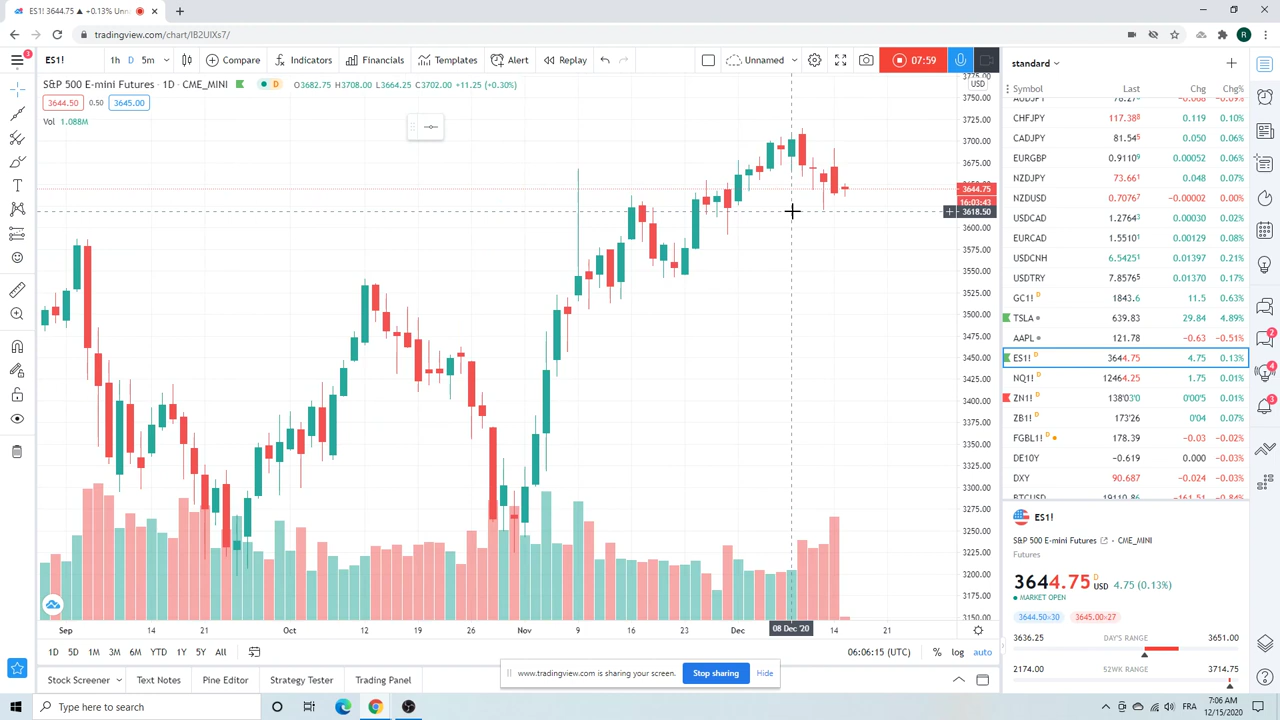 ES1! 3644.75 ▲ +0.13% Unn
tradingview.com/chart/IB2UIXs7/
R
3
ES1!
1h D 5m
Compare
Indicators
Financials
Templates
Alert
Replay
Unnamed
07:59
S&P 500 E-mini Futures · 1D · CME_MINI
D
O3682.75 H3708.00 L3664.25 C3702.00 +11.25 (+0.30%)
3644.50 0.50 3645.00
Vol 1.088M
USD
3750.00
3725.00
3700.00
3675.00
3644.75
16:03:43
3618.50
3600.00
3575.00
3550.00
3525.00
3500.00
3475.00
3450.00
3425.00
3400.00
3375.00
3350.00
3325.00
3300.00
3275.00
3250.00
3225.00
3200.00
3175.00
3150.00
Sep 14 21 Oct 12 19 Nov 9 16 23 Dec 08 Dec '20 14 21
1D 5D 1M 3M 6M YTD 1Y 5Y All
06:06:15 (UTC) % log auto
Stock Screener
Text Notes
Pine Editor
Strategy Tester
Trading Panel
www.tradingview.com is sharing your screen.
Stop sharing
Hide
standard
Symbol Last Chg Chg%
CHFJPY 117.38⁸ 0.119 0.10%
CADJPY 81.54⁵ 0.050 0.06%
EURGBP 0.9110⁹ 0.00052 0.06%
NZDJPY 73.66¹ 0.048 0.07%
NZDUSD 0.7076⁷ −0.00002 0.00%
USDCAD 1.2764³ 0.00030 0.02%
EURCAD 1.5510¹ 0.00129 0.08%
USDCNH 6.5425¹ 0.01397 0.21%
USDTRY 7.8576⁵ 0.01370 0.17%
GC1! D 1843.6 11.5 0.63%
TSLA 639.83 29.84 4.89%
AAPL 121.78 −0.63 −0.51%
ES1! D 3644.75 4.75 0.13%
NQ1! D 12464.25 1.75 0.01%
ZN1! D 138'03'0 0'00'5 0.01%
ZB1! D 173'26 0'04 0.07%
FGBL1! D 178.39 −0.03 −0.02%
DE10Y −0.619 0.000 −0.03%
DXY 90.687 −0.024 −0.03%
ES1!
S&P 500 E-mini Futures · CME_MINI
Futures
3644.75 D USD 4.75 (0.13%)
MARKET OPEN
3644.50×30 3645.00×27
3636.25 DAY'S RANGE 3651.00
2174.00 52WK RANGE 3714.75
2
4
3
Type here to search
FRA
7:06 AM
12/15/2020